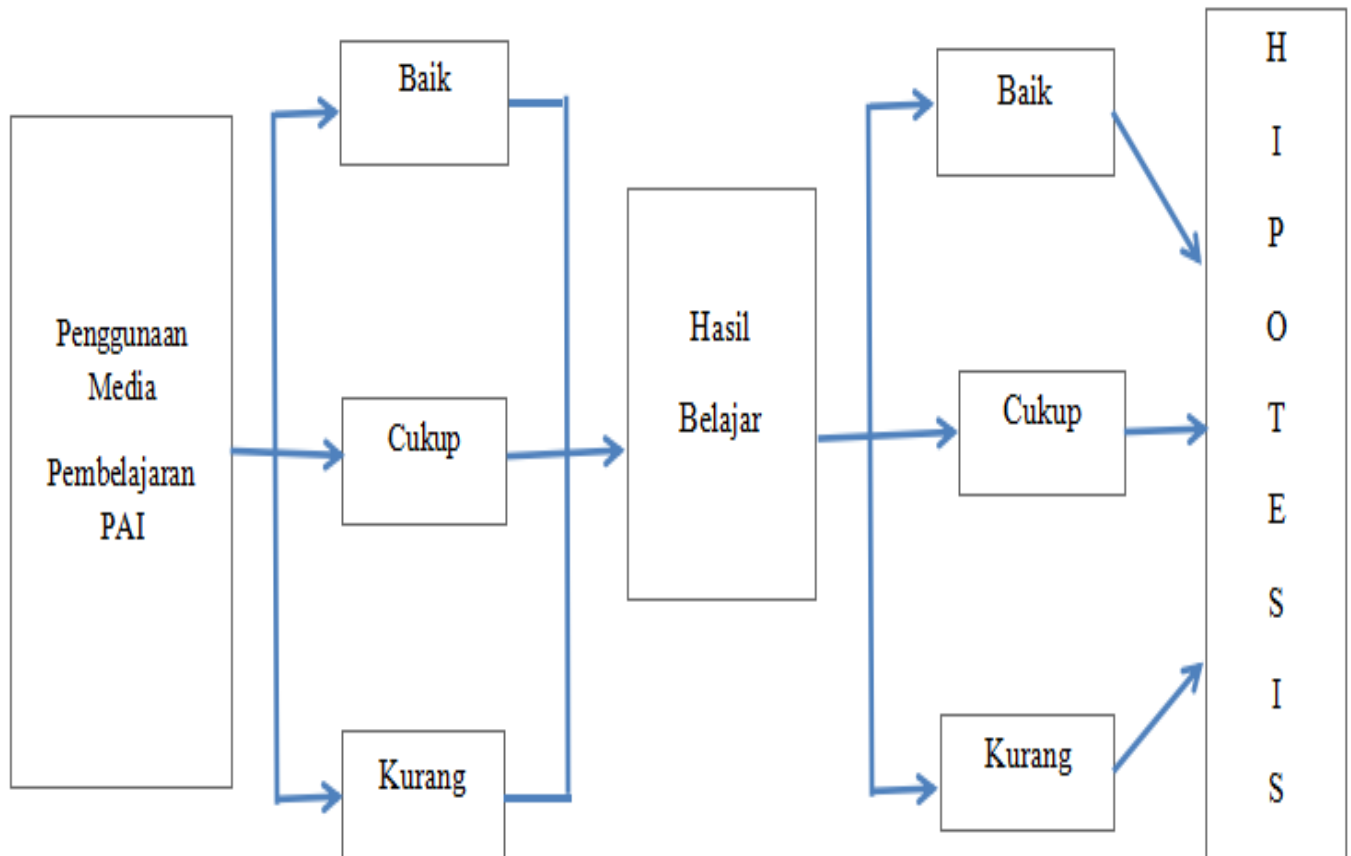 Penggunaan
Media
Pembelajaran
PAI
Baik
Cukup
Kurang
Hasil
Belajar
Baik
Cukup
Kurang
H
I
P
O
T
E
S
I
S